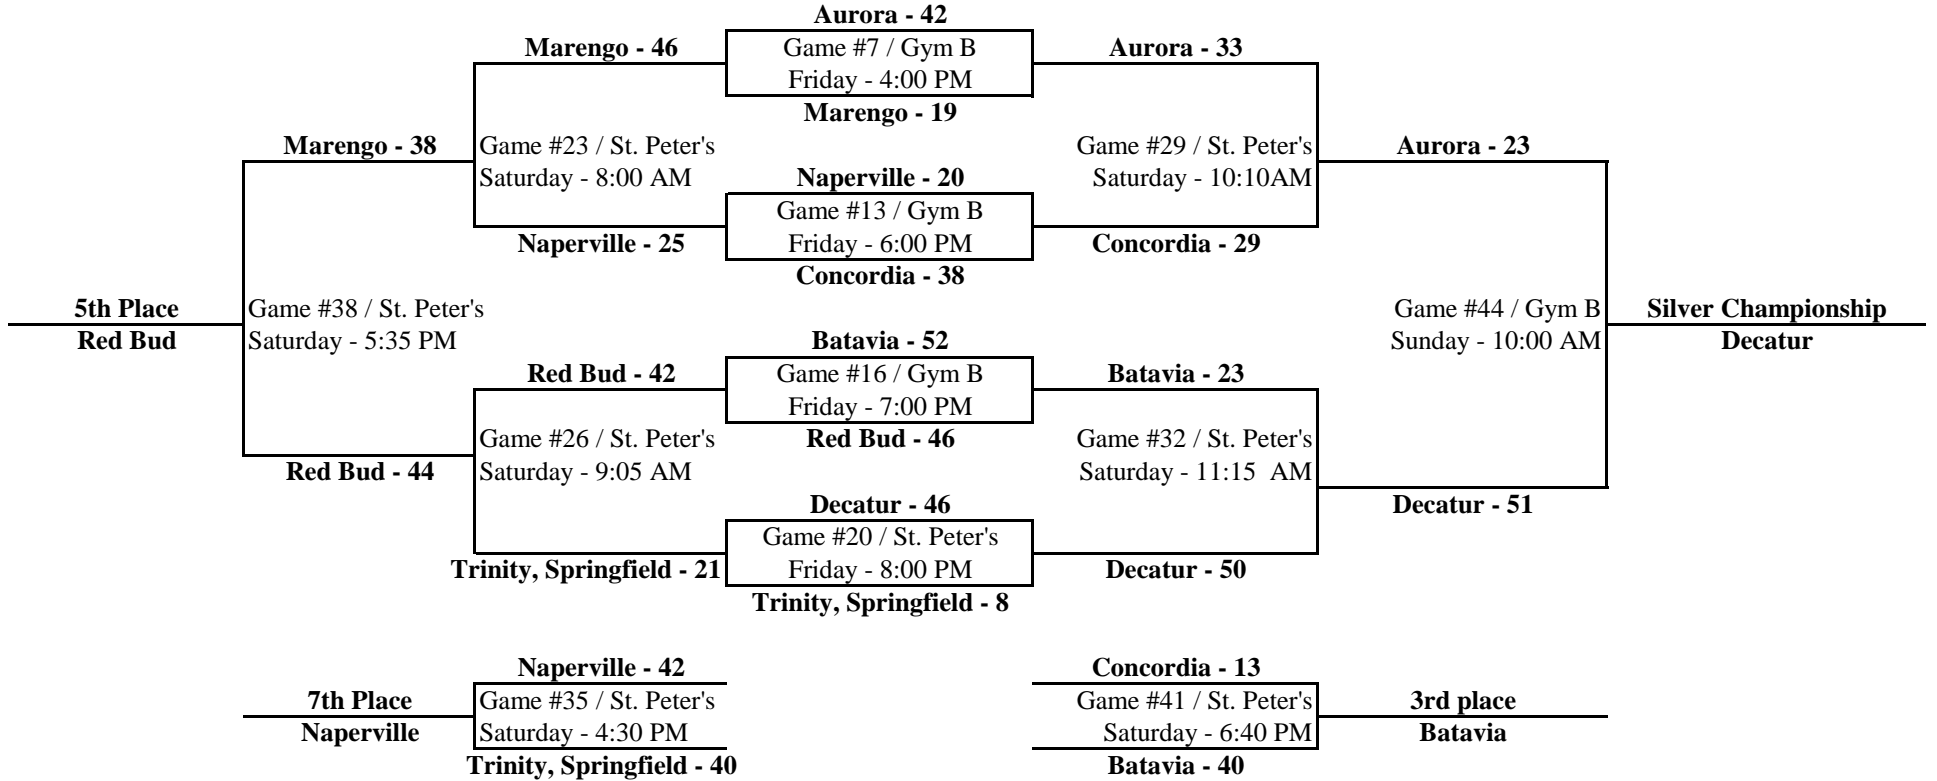 Aurora - 42
Marengo - 46
Game #7 / Gym B
Aurora - 33
Friday - 4:00 PM
Marengo - 19
Marengo - 38
Game #23 / St. Peter's
Game #29 / St. Peter's
Aurora - 23
Saturday - 8:00 AM
Naperville - 20
Saturday - 10:10AM
Game #13 / Gym B
Naperville - 25
Friday - 6:00 PM
Concordia - 29
Concordia - 38
5th Place
Game #38 / St. Peter's
Game #44 / Gym B
Silver Championship
Red Bud
Saturday - 5:35 PM
Batavia - 52
Sunday - 10:00 AM
Decatur
Red Bud - 42
Game #16 / Gym B
Batavia - 23
Friday - 7:00 PM
Game #26 / St. Peter's
Red Bud - 46
Game #32 / St. Peter's
Red Bud - 44
Saturday - 9:05 AM
Saturday - 11:15  AM
Decatur - 46
Decatur - 51
Game #20 / St. Peter's
Trinity, Springfield - 21
Friday - 8:00 PM
Decatur - 50
Trinity, Springfield - 8
Naperville - 42
Concordia - 13
7th Place
Game #35 / St. Peter's
Game #41 / St. Peter's
3rd place
Naperville
Saturday - 4:30 PM
Saturday - 6:40 PM
Batavia
Trinity, Springfield - 40
Batavia - 40